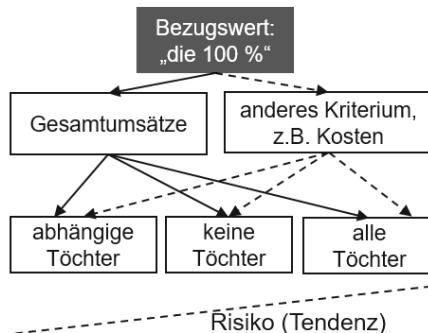 Bezugswert:
„die 100 %“
Gesamtumsätze
anderes Kriterium,
z.B. Kosten
abhängige
Töchter
keine
Töchter
alle
Töchter
Risiko (Tendenz)